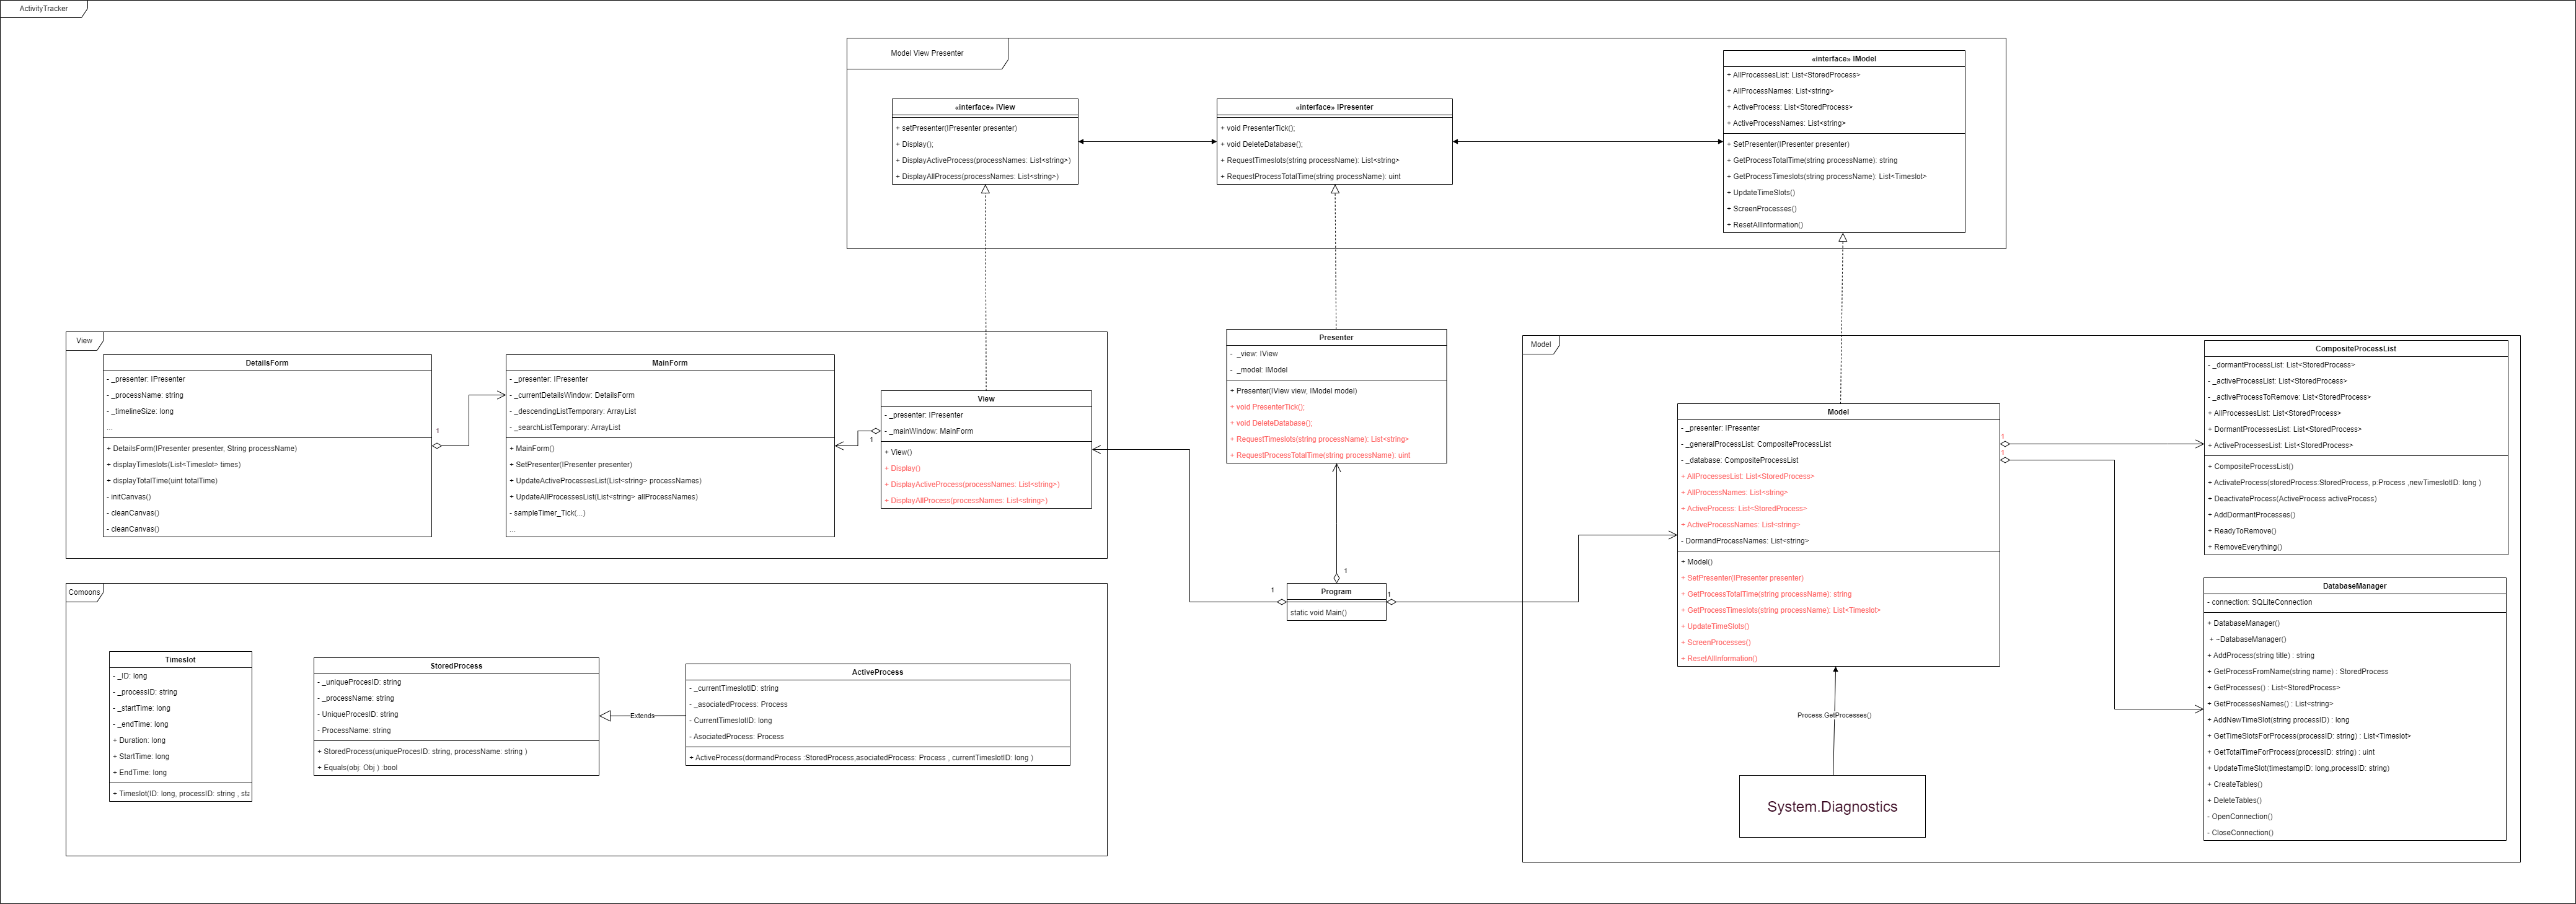 ActivityTracker
Model View Presenter
«interface» IView
+ setPresenter(IPresenter presenter)
+ Display();
+ DisplayActiveProcess(processNames: List<string>)
+ DisplayAllProcess(processNames: List<string>)
«interface» IPresenter
+ void PresenterTick();
+ void DeleteDatabase();
+ RequestTimeslots(string processName): List<string>
+ RequestProcessTotalTime(string processName): uint
«interface» IModel
+ AllProcessesList: List<StoredProcess>
+ AllProcessNames: List<string>
+ ActiveProcess: List<StoredProcess>
+ ActiveProcessNames: List<string>
+ SetPresenter(IPresenter presenter)
+ GetProcessTotalTime(string processName): string
+ GetProcessTimeslots(string processName): List<Timeslot>
+ UpdateTimeSlots()
+ ScreenProcesses()
+ ResetAllInformation()
View
DetailsForm
- _presenter: IPresenter
- _processName: string
- _timelineSize: long
...
+ DetailsForm(IPresenter presenter, String processName)
+ displayTimeslots(List<Timeslot> times)
+ displayTotalTime(uint totalTime)
- initCanvas()
- cleanCanvas()
- cleanCanvas()
1
MainForm
- _presenter: IPresenter
- _currentDetailsWindow: DetailsForm
- _descendingListTemporary: ArrayList
- _searchListTemporary: ArrayList
+ MainForm()
+ SetPresenter(IPresenter presenter)
+ UpdateActiveProcessesList(List<string> processNames)
+ UpdateAllProcessesList(List<string> allProcessNames)
- sampleTimer_Tick(...)
...
1
View
- _presenter: IPresenter
- _mainWindow: MainForm
+ View()
+ Display()
+ DisplayActiveProcess(processNames: List<string>)
+ DisplayAllProcess(processNames: List<string>)
Presenter
- _view: IView
- _model: IModel
+ Presenter(IView view, IModel model)
+ void PresenterTick();
+ void DeleteDatabase();
+ RequestTimeslots(string processName): List<string>
+ RequestProcessTotalTime(string processName): uint
1
1
1
Program
static void Main()
Model
Model
- _presenter: IPresenter
- _generalProcessList: CompositeProcessList
- _database: CompositeProcessList
+ AllProcessesList: List<StoredProcess>
+ AllProcessNames: List<string>
+ ActiveProcess: List<StoredProcess>
+ ActiveProcessNames: List<string>
- DormandProcessNames: List<string>
+ Model()
+ SetPresenter(IPresenter presenter)
+ GetProcessTotalTime(string processName): string
+ GetProcessTimeslots(string processName): List<Timeslot>
+ UpdateTimeSlots()
+ ScreenProcesses()
+ ResetAllInformation()
1
1
Process.GetProcesses()
System.Diagnostics
CompositeProcessList
- _dormantProcessList: List<StoredProcess>
- _activeProcessList: List<StoredProcess>
- _activeProcessToRemove: List<StoredProcess>
+ AllProcessesList: List<StoredProcess>
+ DormantProcessesList: List<StoredProcess>
+ ActiveProcessesList: List<StoredProcess>
+ CompositeProcessList()
+ ActivateProcess(storedProcess:StoredProcess, p:Process ,newTimeslotID: long )
+ DeactivateProcess(ActiveProcess activeProcess)
+ AddDormantProcesses()
+ ReadyToRemove()
+ RemoveEverything()
DatabaseManager
- connection: SQLiteConnection
+ DatabaseManager()
+ ~DatabaseManager()
+ AddProcess(string title) : string
+ GetProcessFromName(string name) : StoredProcess
+ GetProcesses() : List<StoredProcess>
+ GetProcessesNames() : List<string>
+ AddNewTimeSlot(string processID) : long
+ GetTimeSlotsForProcess(processID: string) : List<Timeslot>
+ GetTotalTimeForProcess(processID: string) : uint
+ UpdateTimeSlot(timestampID: long,processID: string)
+ CreateTables()
+ DeleteTables()
- OpenConnection()
- CloseConnection()
Comoons
Timeslot
- _ID: long
- _processID: string
- _startTime: long
- _endTime: long
+ Duration: long
+ StartTime: long
+ EndTime: long
+ Timeslot(ID: long, processID: string , sta
StoredProcess
- _uniqueProcesID: string
- _processName: string
- UniqueProcesID: string
- ProcessName: string
+ StoredProcess(uniqueProcesID: string, processName: string )
+ Equals(obj: Obj ) :bool
Extends
ActiveProcess
- _currentTimeslotID: string
- _asociatedProcess: Process
- CurrentTimeslotID: long
- AsociatedProcess: Process
+ ActiveProcess(dormandProcess :StoredProcess,asociatedProcess: Process , currentTimeslotID: long )